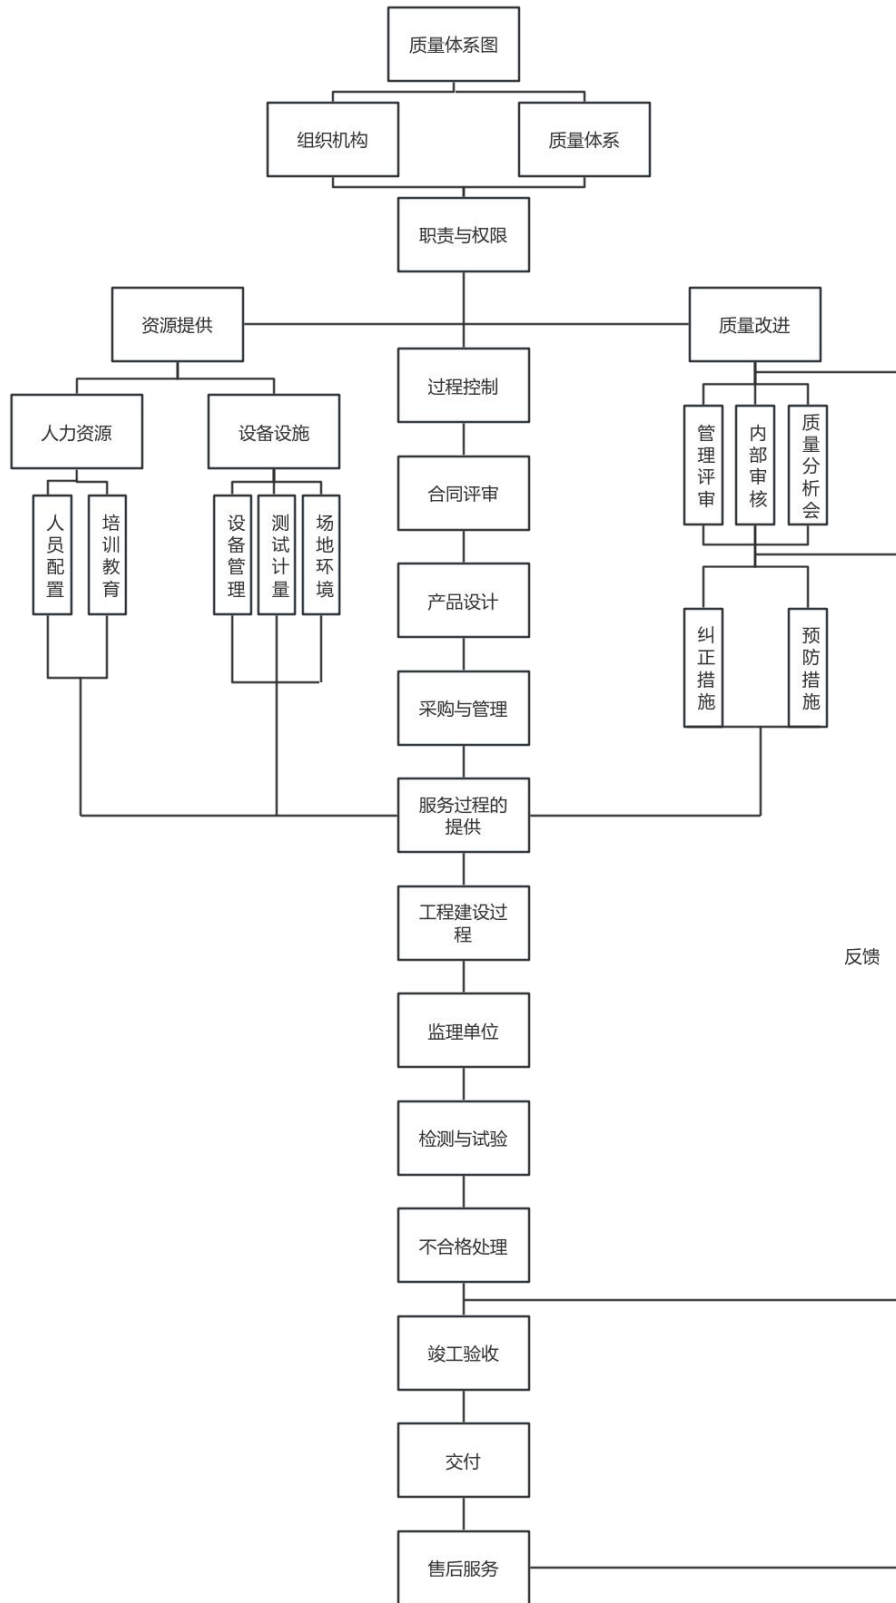 质量体系图
组织机构
质量体系
职责与权限
资源提供
质量改进
过程控制
人力资源
设备设施
管理评审
内部审核
质量分析会
合同评审
人员配置
培训教育
设备管理
测试计量
场地环境
产品设计
纠正措施
预防措施
采购与管理
服务过程的
提供
工程建设过
程
反馈
监理单位
检测与试验
不合格处理
竣工验收
交付
售后服务